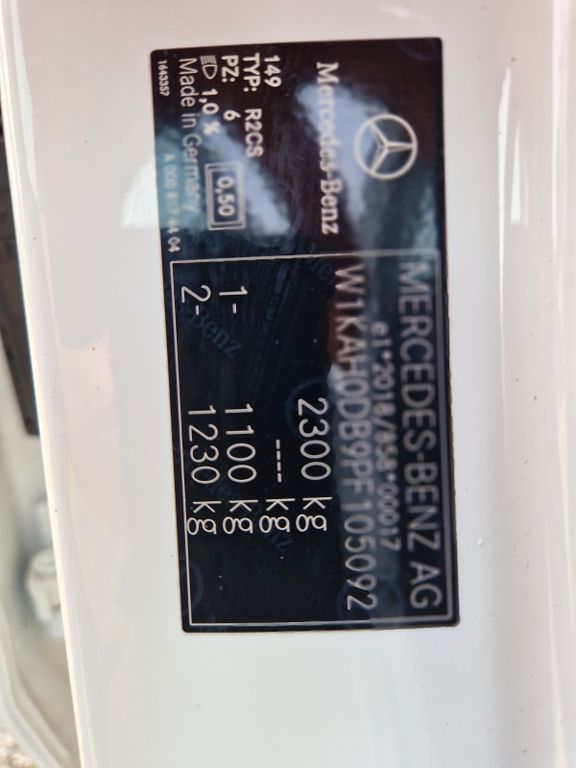 Mercedes-Benz
149
TYP: R2CS
PZ: 6
1,0 %
0,50
Made in Germany
1643357
MERCEDES-BENZ AG
e1*2018/858*00017
W1KAH0DB9PF105092
2300 kg
---- kg
1- 1100 kg
2- 1230 kg